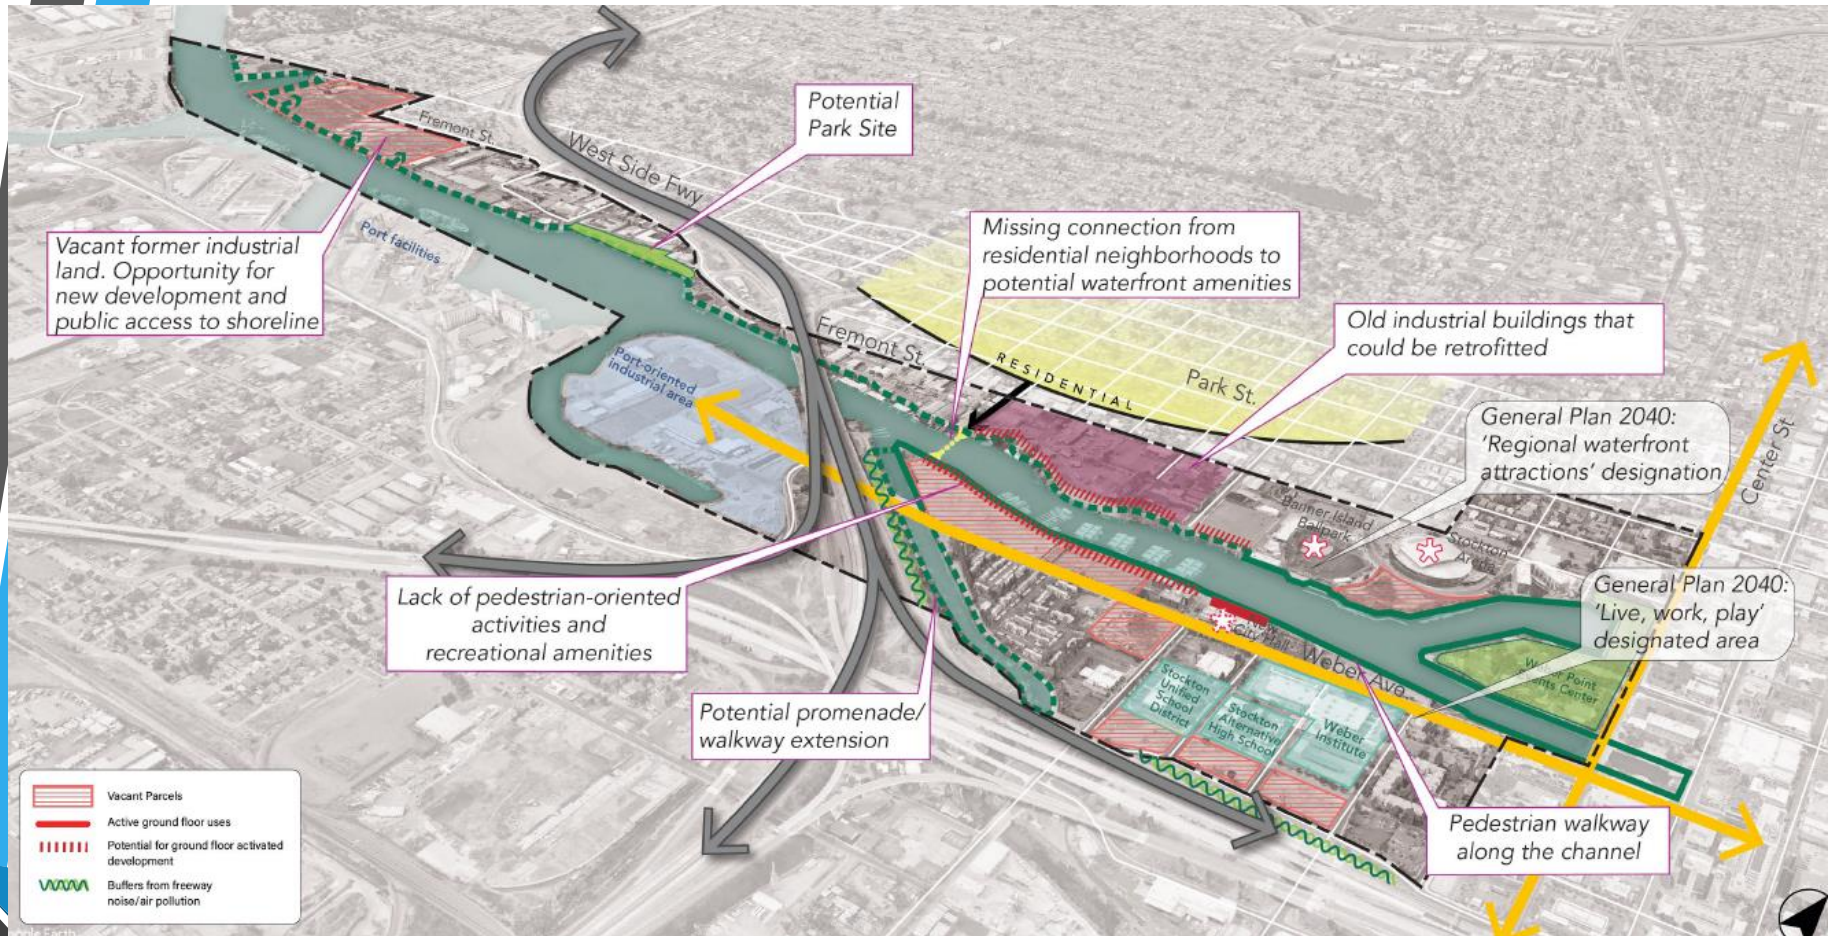 Potential
Park Site
Fremont St.
West Side Fwy
Vacant former industrial
land. Opportunity for
new development and
public access to shoreline
Port facilities
Missing connection from
residential neighborhoods to
potential waterfront amenities
Old industrial buildings that
could be retrofitted
Fremont St.
RESIDENTIAL
Park St.
Port-oriented
industrial area
General Plan 2040:
'Regional waterfront
attractions' designation
Center St
Banner Island
Ballpark
Stockton
Arena
General Plan 2040:
'Live, work, play'
designated area
Lack of pedestrian-oriented
activities and
recreational amenities
New
City Hall
Weber Ave.
Point
Center
Stockton
Unified
School
District
Stockton
Alternative
High School
Weber
Institute
Potential promenade/
walkway extension
Pedestrian walkway
along the channel
Vacant Parcels
Active ground floor uses
Potential for ground floor activated
development
Buffers from freeway
noise/air pollution
Earth